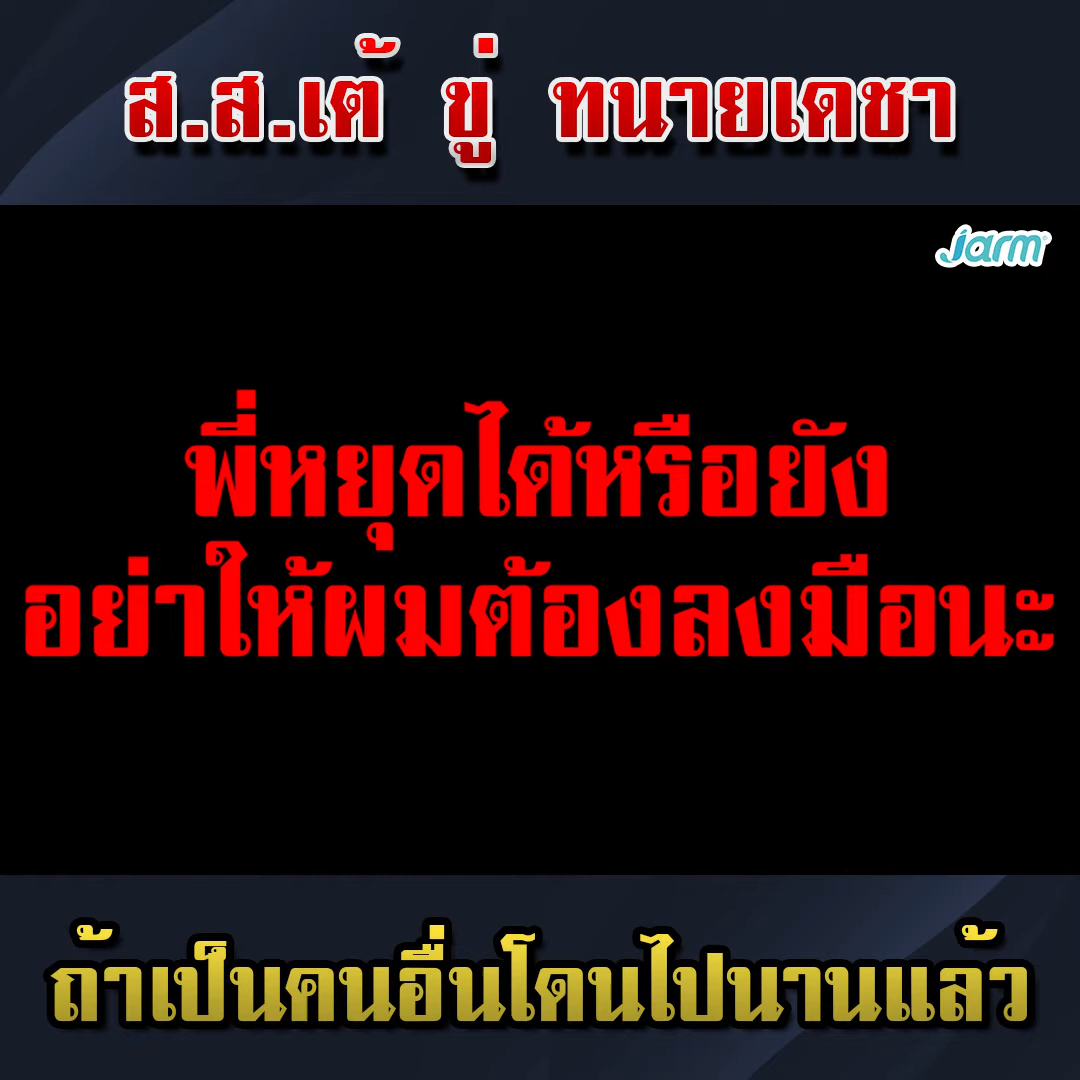 ส.ส.เต้ ขู่ ทนายเดชา
jarm
พี่หยุดได้หรือยัง
อย่าให้ผมต้องลงมือนะ
ถ้าเป็นคนอื่นโดนไปนานแล้ว